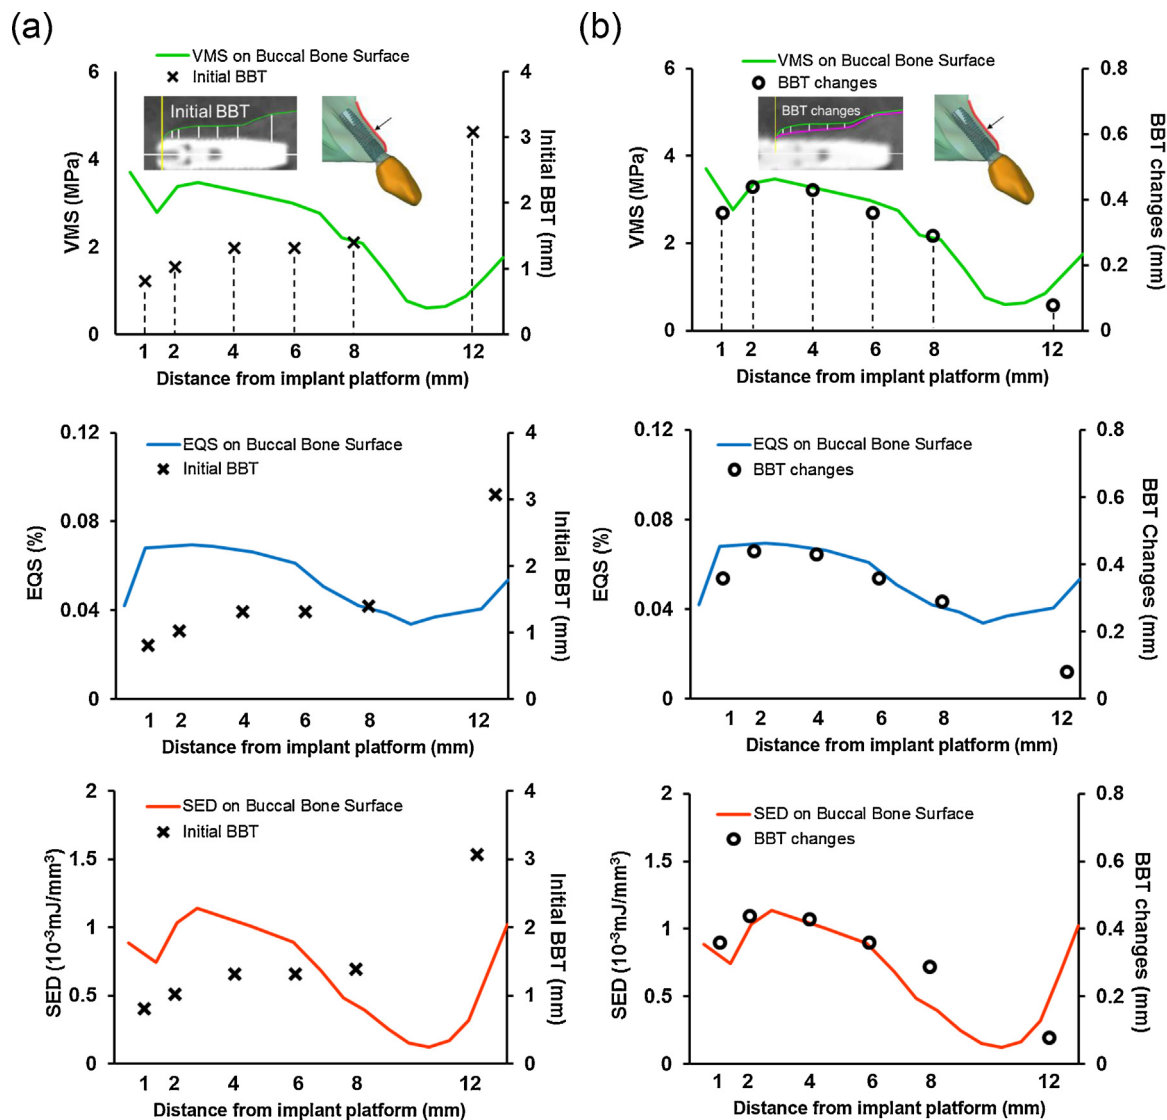 (a)
VMS on Buccal Bone Surface
Initial BBT
Initial BBT
VMS (MPa)
6
4
2
0
Initial BBT (mm)
4
3
2
1
0
1 2 4 6 8 12
Distance from implant platform (mm)
(b)
VMS on Buccal Bone Surface
BBT changes
BBT changes
VMS (MPa)
6
4
2
0
BBT changes (mm)
0.8
0.6
0.4
0.2
0
1 2 4 6 8 12
Distance from implant platform (mm)
EQS on Buccal Bone Surface
Initial BBT
EQS (%)
0.12
0.08
0.04
0
Initial BBT (mm)
4
3
2
1
0
1 2 4 6 8 12
Distance from implant platform (mm)
EQS on Buccal Bone Surface
BBT changes
EQS (%)
0.12
0.08
0.04
0
BBT Changes (mm)
0.8
0.6
0.4
0.2
0
1 2 4 6 8 12
Distance from implant platform (mm)
SED on Buccal Bone Surface
Initial BBT
SED (10⁻³mJ/mm³)
2
1.5
1
0.5
0
Initial BBT (mm)
4
3
2
1
0
1 2 4 6 8 12
Distance from implant platform (mm)
SED on Buccal Bone Surface
BBT changes
SED (10⁻³mJ/mm³)
2
1.5
1
0.5
0
BBT changes (mm)
0.8
0.6
0.4
0.2
0
1 2 4 6 8 12
Distance from implant platform (mm)